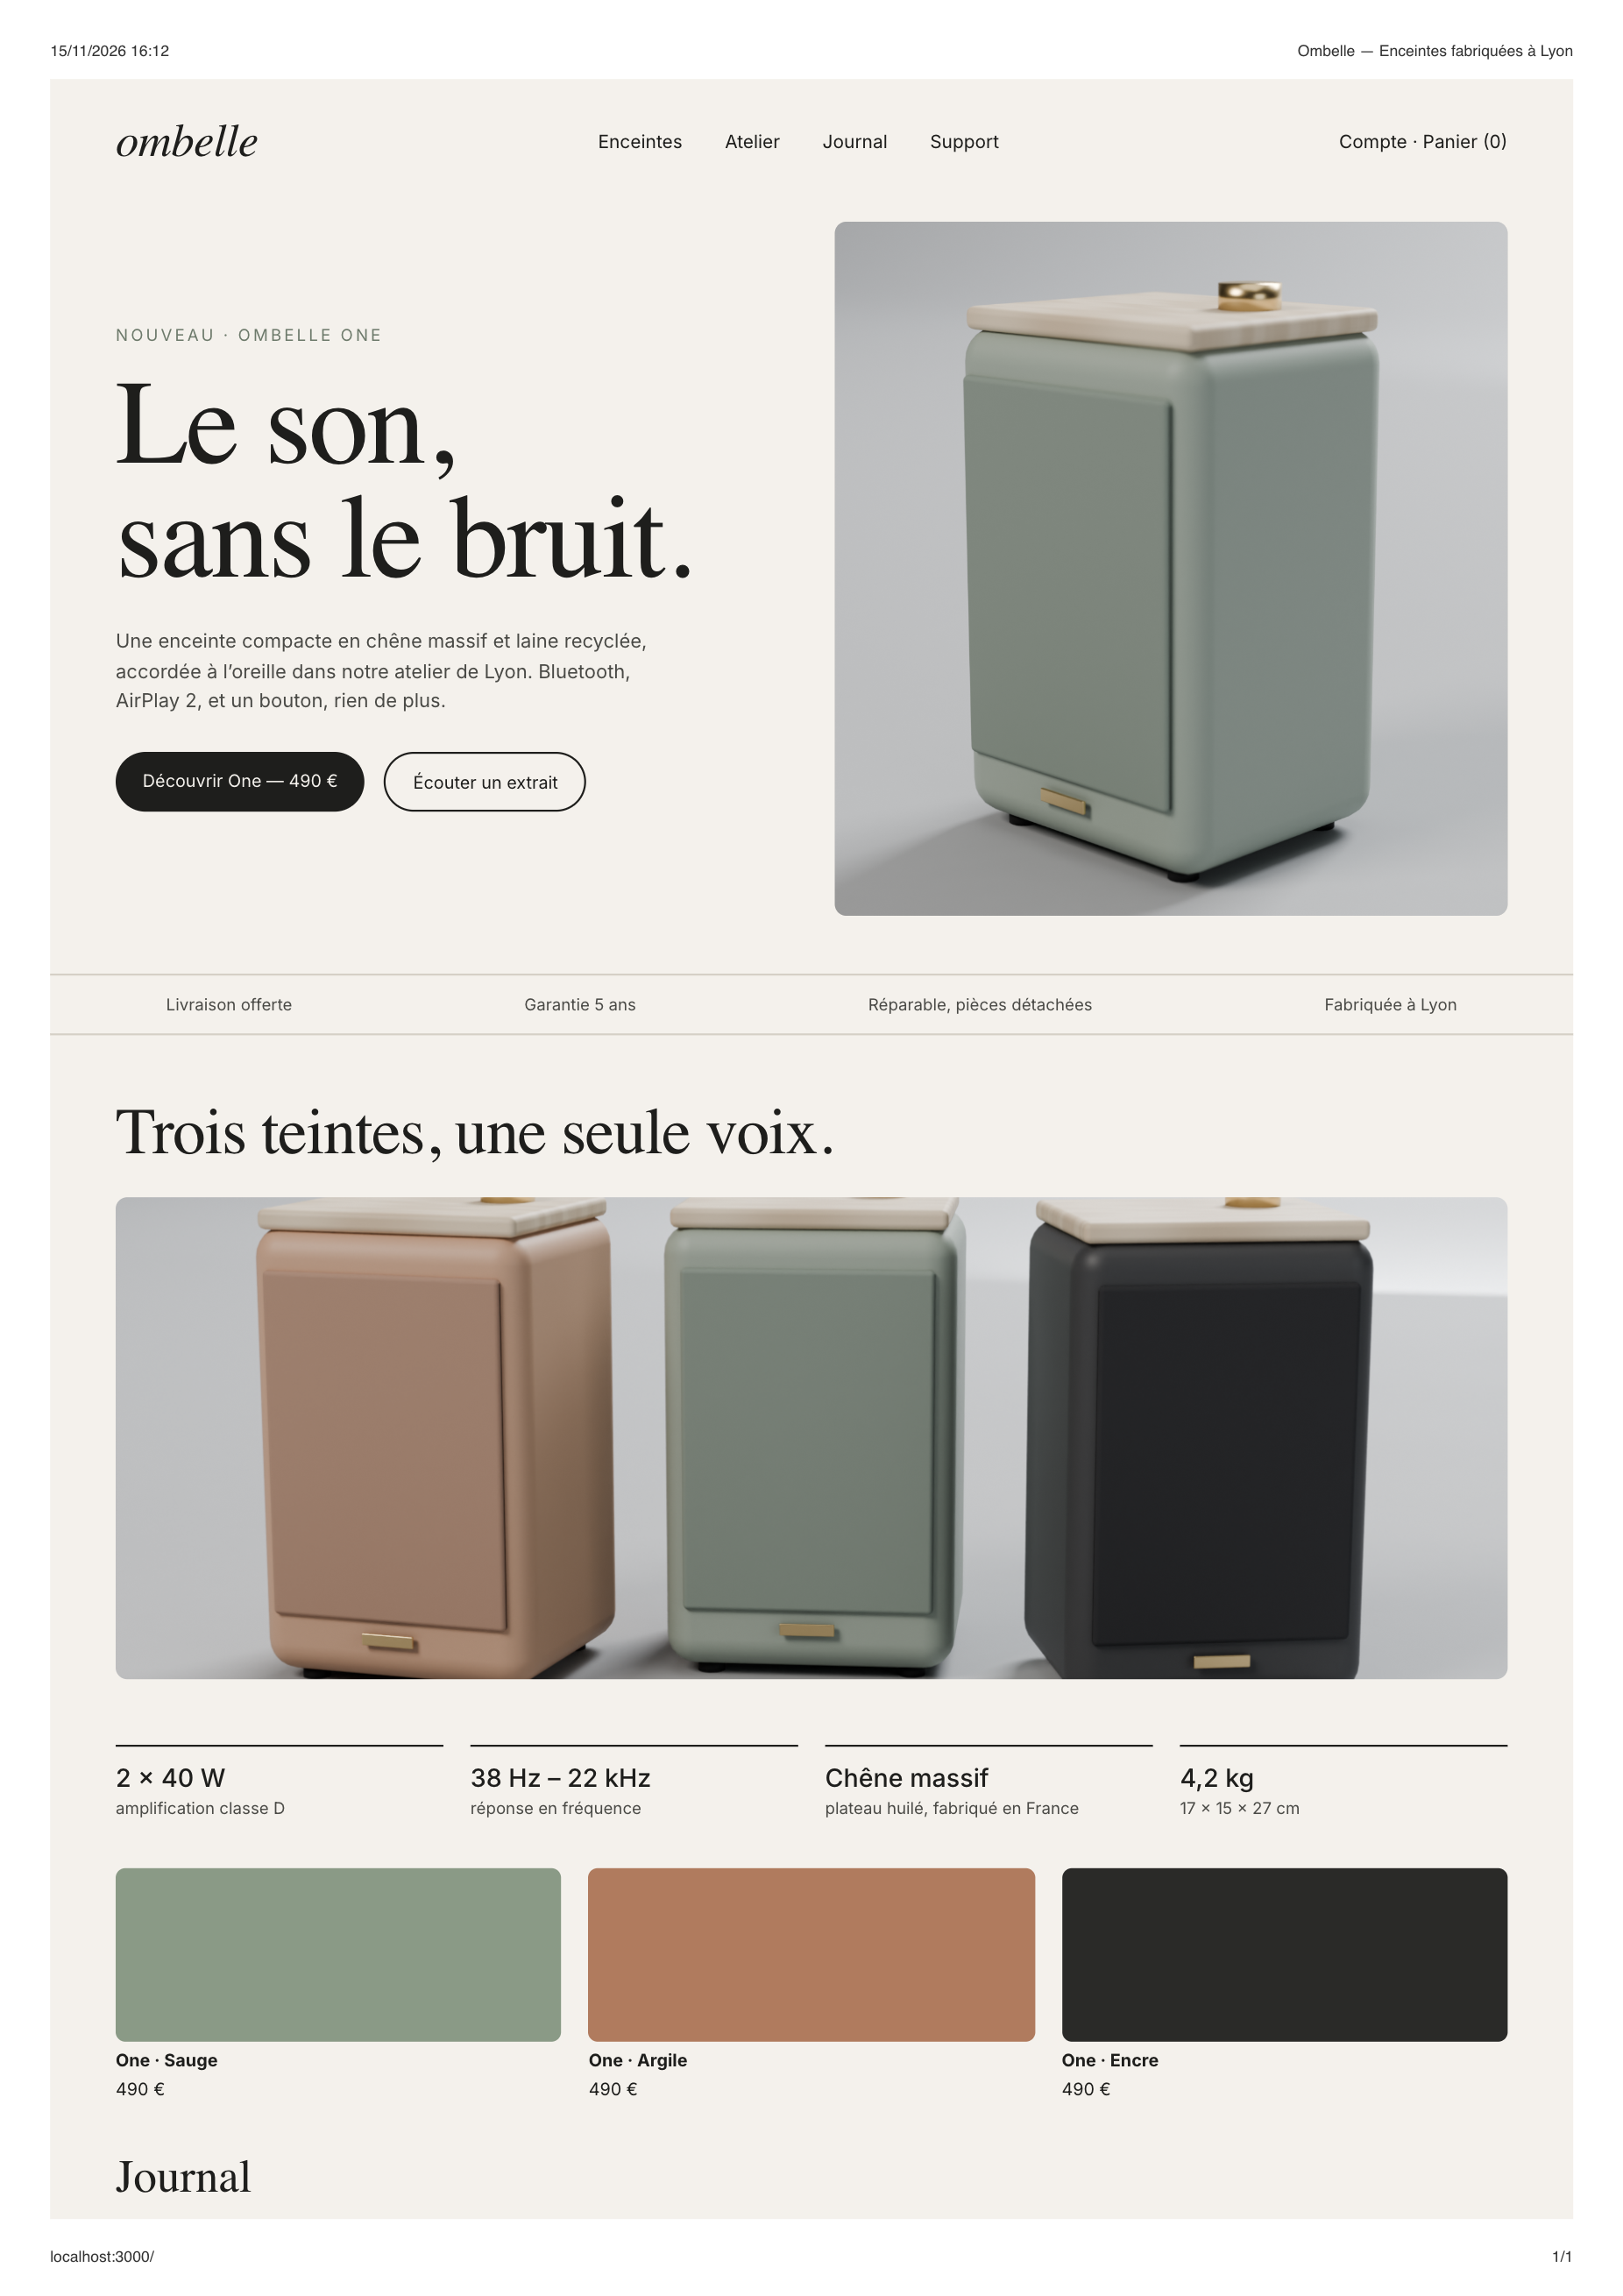 15/11/2026 16:12
Ombelle — Enceintes fabriquées à Lyon
ombelle
Enceintes
Atelier
Journal
Support
Compte · Panier (0)
NOUVEAU · OMBELLE ONE
Le son,
sans le bruit.
Une enceinte compacte en chêne massif et laine recyclée,
accordée à l’oreille dans notre atelier de Lyon. Bluetooth,
AirPlay 2, et un bouton, rien de plus.
Découvrir One — 490 €
Écouter un extrait
Livraison offerte
Garantie 5 ans
Réparable, pièces détachées
Fabriquée à Lyon
Trois teintes, une seule voix.
2 × 40 W
amplification classe D
38 Hz – 22 kHz
réponse en fréquence
Chêne massif
plateau huilé, fabriqué en France
4,2 kg
17 × 15 × 27 cm
One · Sauge
490 €
One · Argile
490 €
One · Encre
490 €
Journal
localhost:3000/
1/1